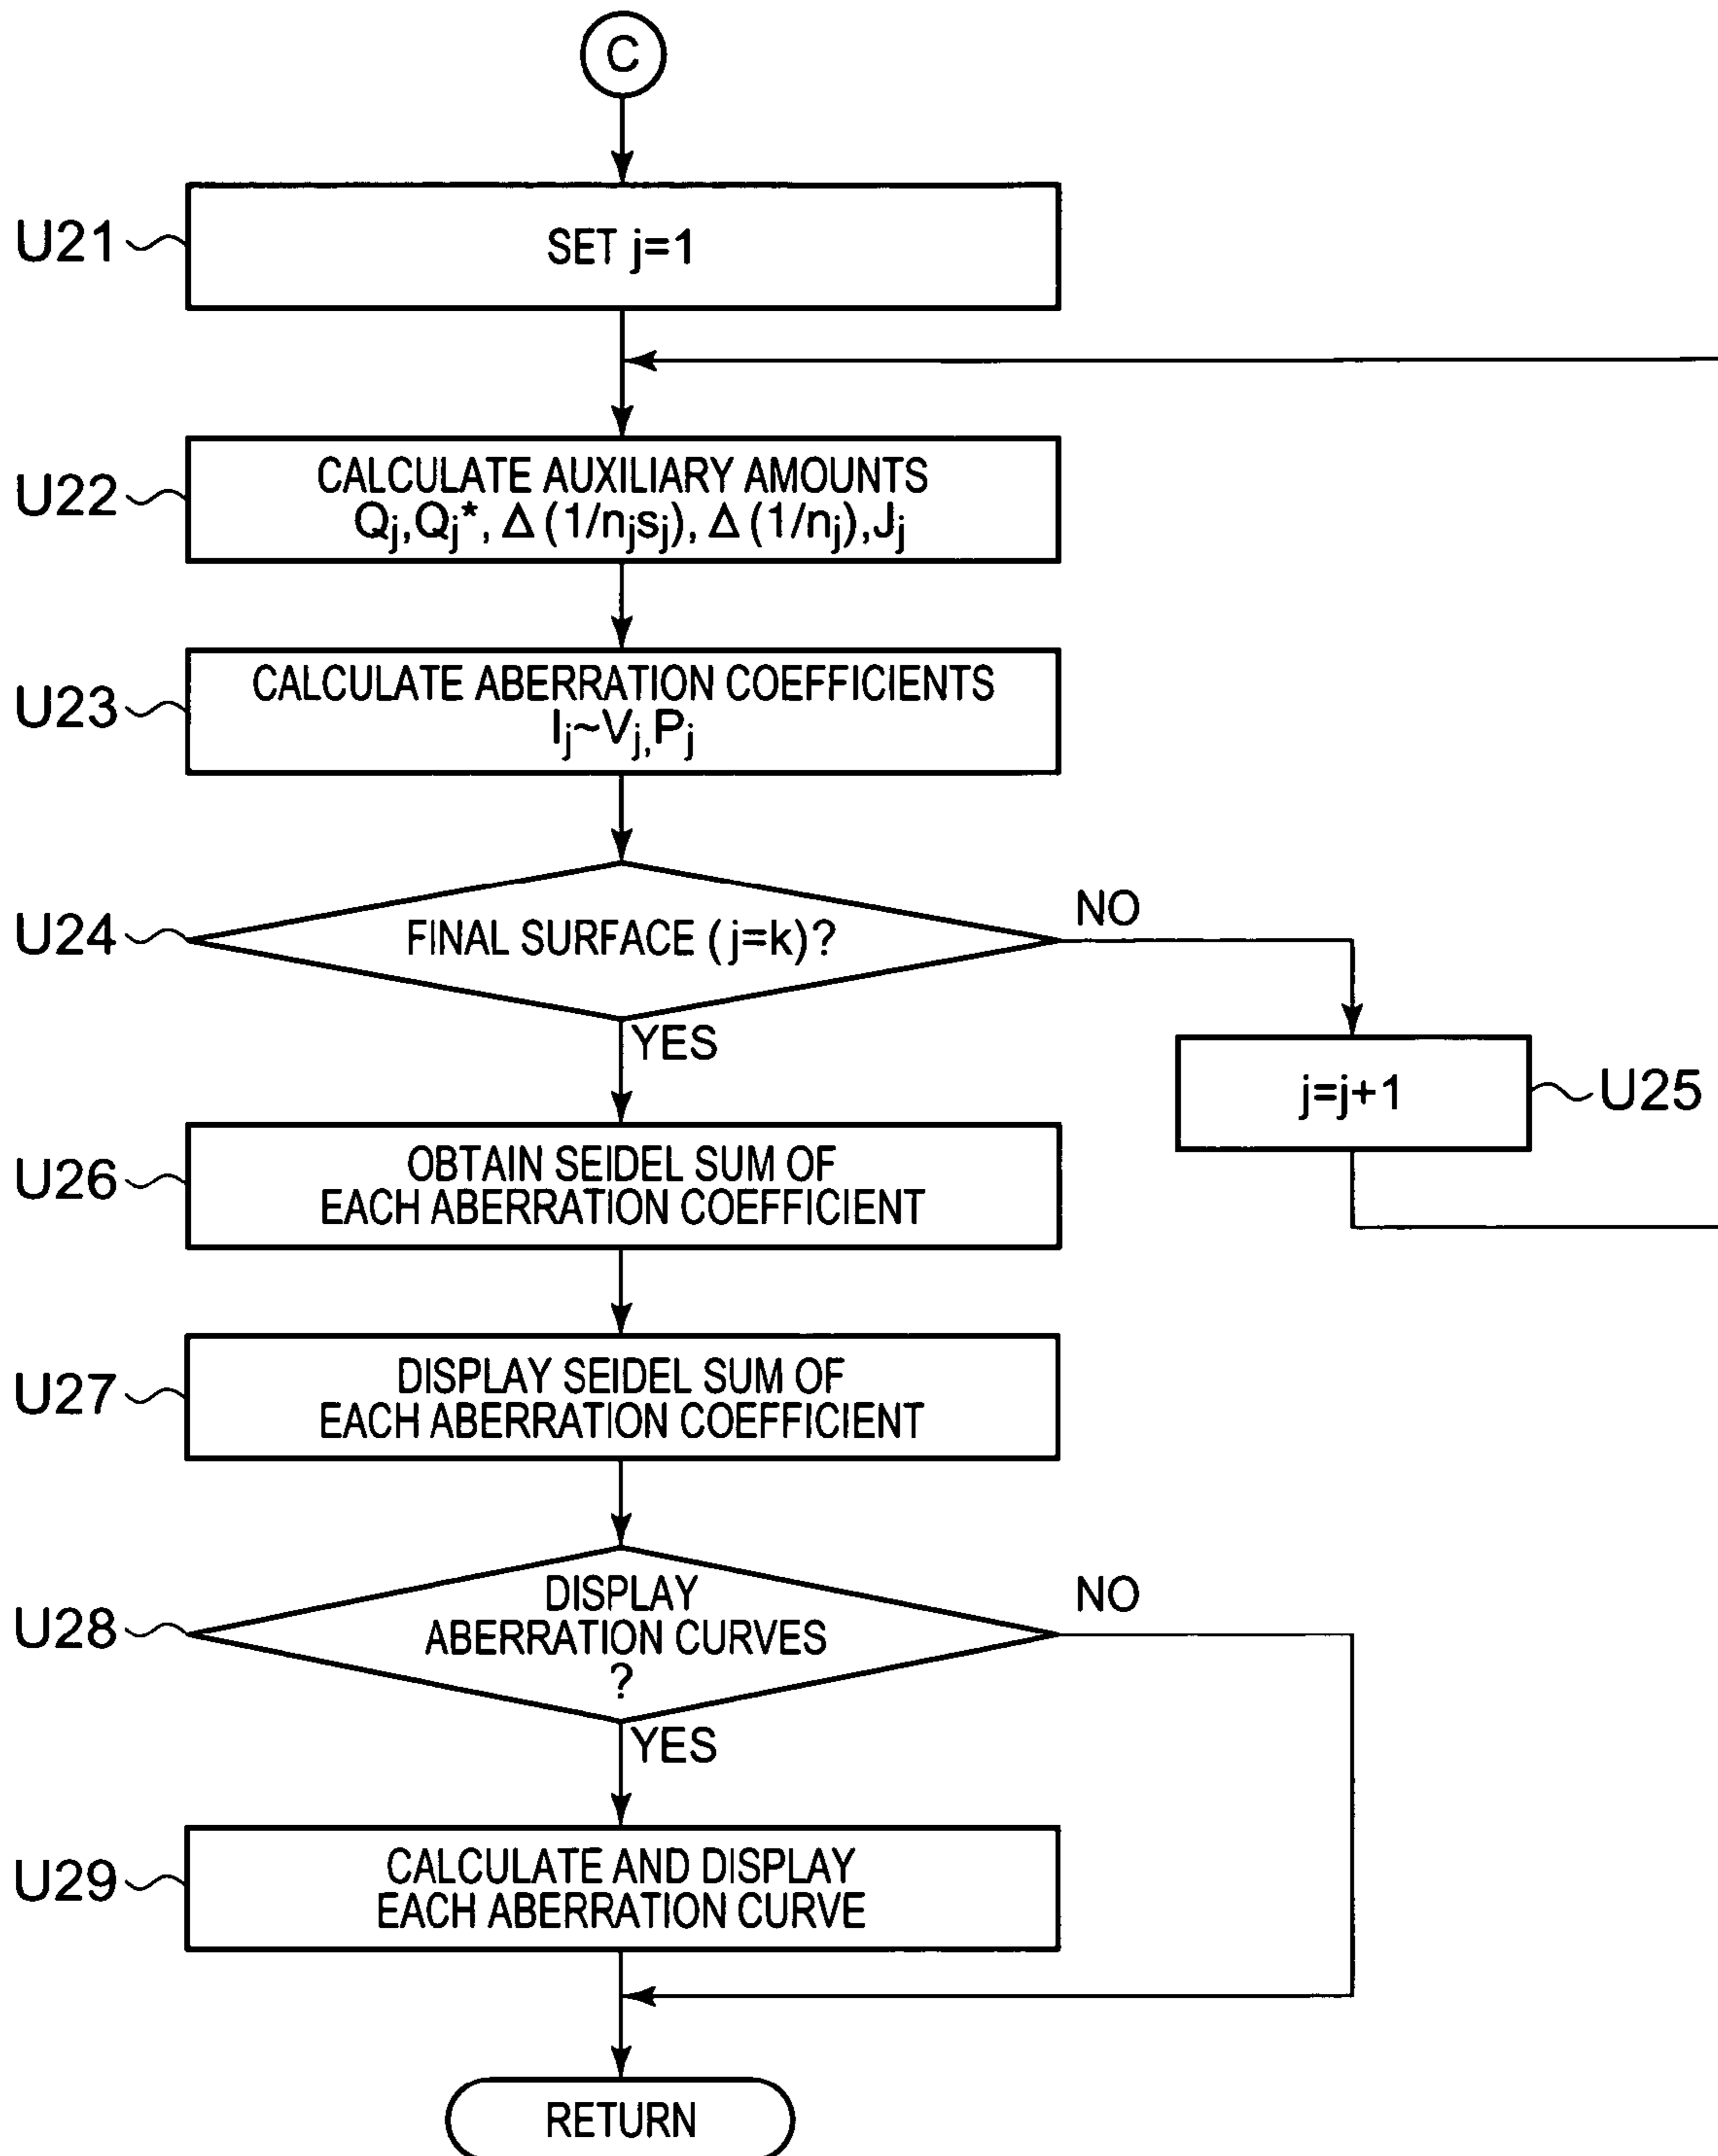 C
U21
SET j=1
U22
CALCULATE AUXILIARY AMOUNTS
Qj,Qj*,Δ(1/njsj),Δ(1/nj),Jj
U23
CALCULATE ABERRATION COEFFICIENTS
Ij~Vj,Pj
U24
FINAL SURFACE (j=k)?
NO
YES
j=j+1
U25
U26
OBTAIN SEIDEL SUM OF
EACH ABERRATION COEFFICIENT
U27
DISPLAY SEIDEL SUM OF
EACH ABERRATION COEFFICIENT
U28
DISPLAY
ABERRATION CURVES
?
NO
YES
U29
CALCULATE AND DISPLAY
EACH ABERRATION CURVE
RETURN